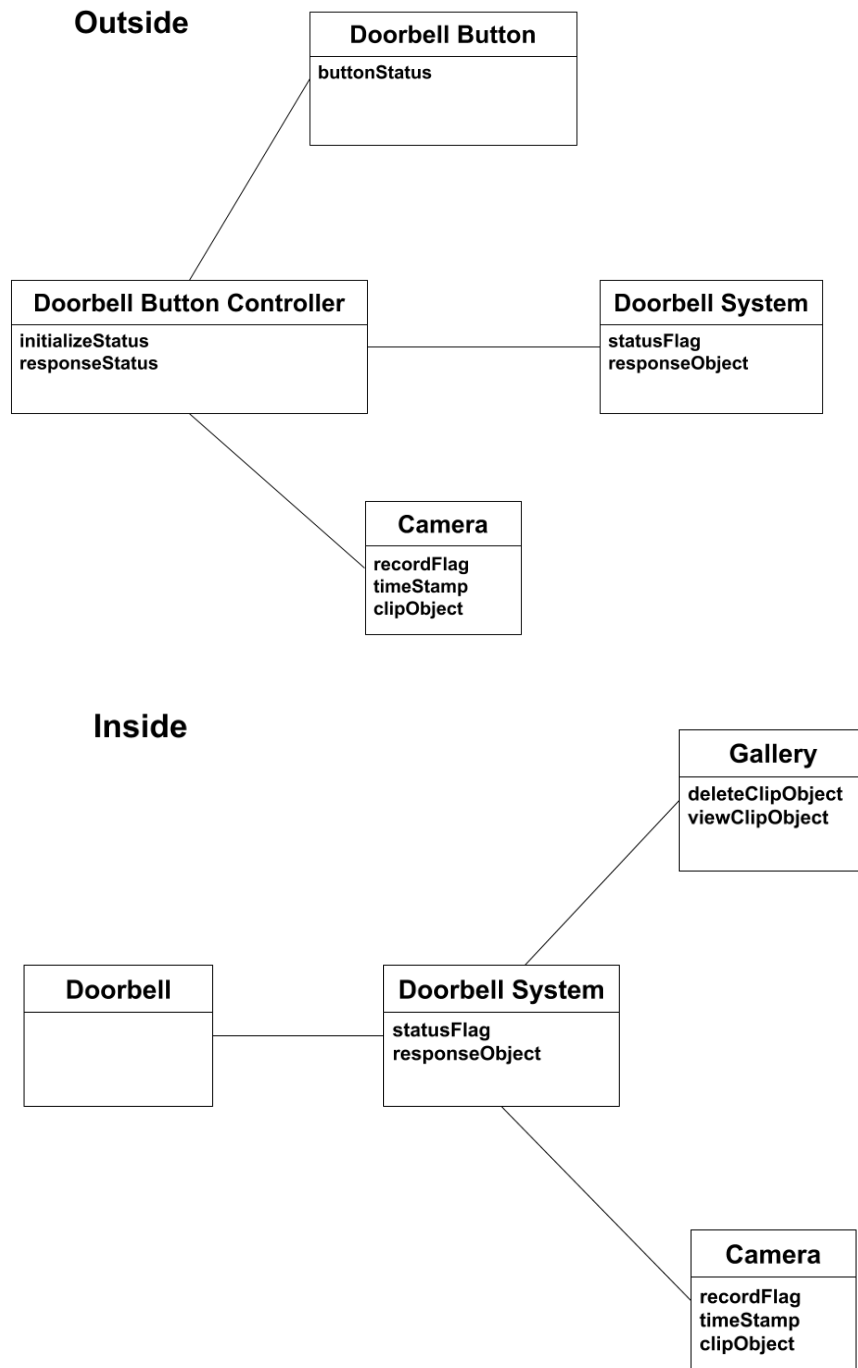 Outside
Doorbell Button
buttonStatus
Doorbell Button Controller
initializeStatus
responseStatus
Doorbell System
statusFlag
responseObject
Camera
recordFlag
timeStamp
clipObject
Inside
Gallery
deleteClipObject
viewClipObject
Doorbell
Doorbell System
statusFlag
responseObject
Camera
recordFlag
timeStamp
clipObject